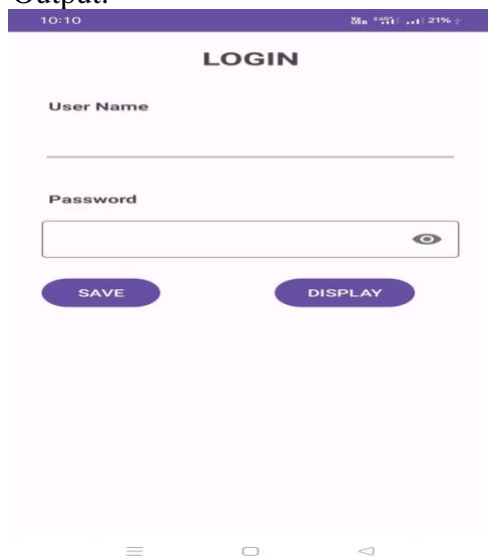 Output:
10:10 21%
LOGIN
User Name
Password
SAVE DISPLAY